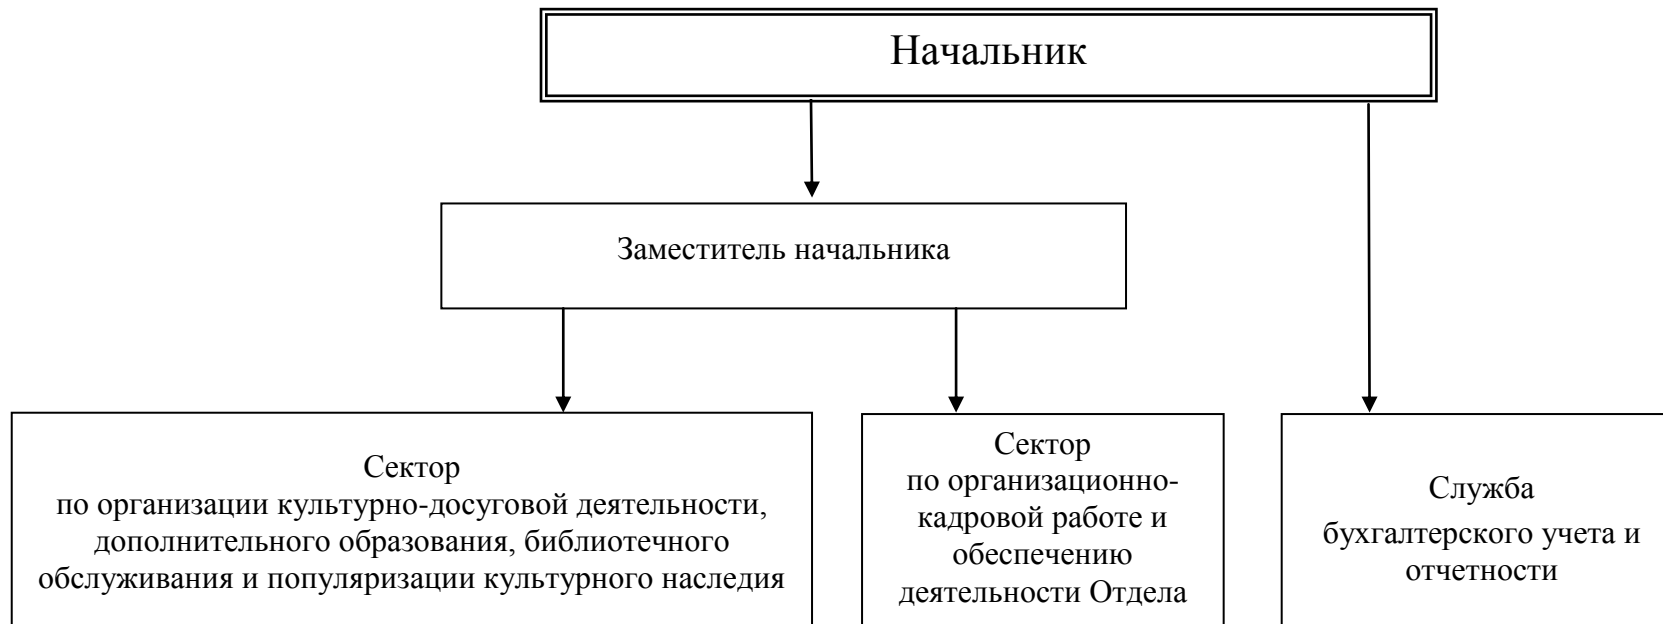 Начальник
Заместитель начальника
Сектор
по организации культурно-досуговой деятельности,
дополнительного образования, библиотечного
обслуживания и популяризации культурного наследия
Сектор
по организационно-
кадровой работе и
обеспечению
деятельности Отдела
Служба
бухгалтерского учета и
отчетности